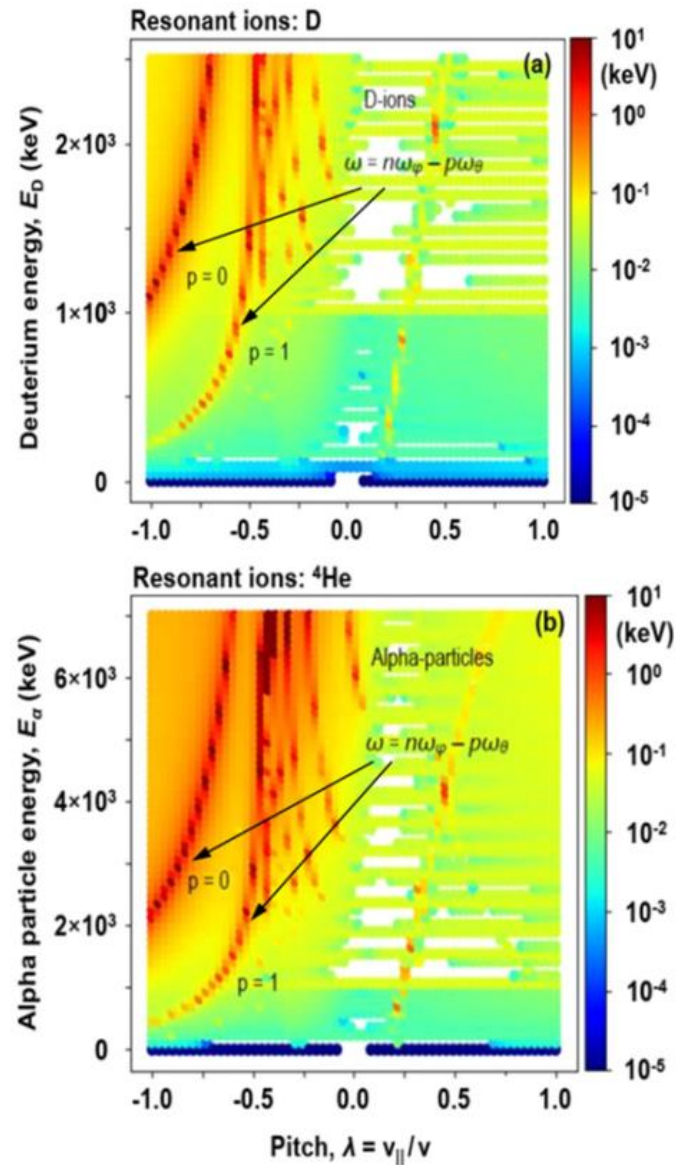 Resonant ions: D
(a)
D-ions
ω = nωφ − pωθ
p = 0
p = 1
Deuterium energy, E_D (keV)
2×10³
1×10³
0
-1.0 -0.5 0.0 0.5 1.0
10¹
(keV)
10⁰
10⁻¹
10⁻²
10⁻³
10⁻⁴
10⁻⁵
Resonant ions: ⁴He
(b)
Alpha-particles
ω = nωφ − pωθ
p = 0
p = 1
Alpha particle energy, E_α (keV)
6×10³
4×10³
2×10³
0
-1.0 -0.5 0.0 0.5 1.0
10¹
(keV)
10⁰
10⁻¹
10⁻²
10⁻³
10⁻⁴
10⁻⁵
Pitch, λ = v_||/v